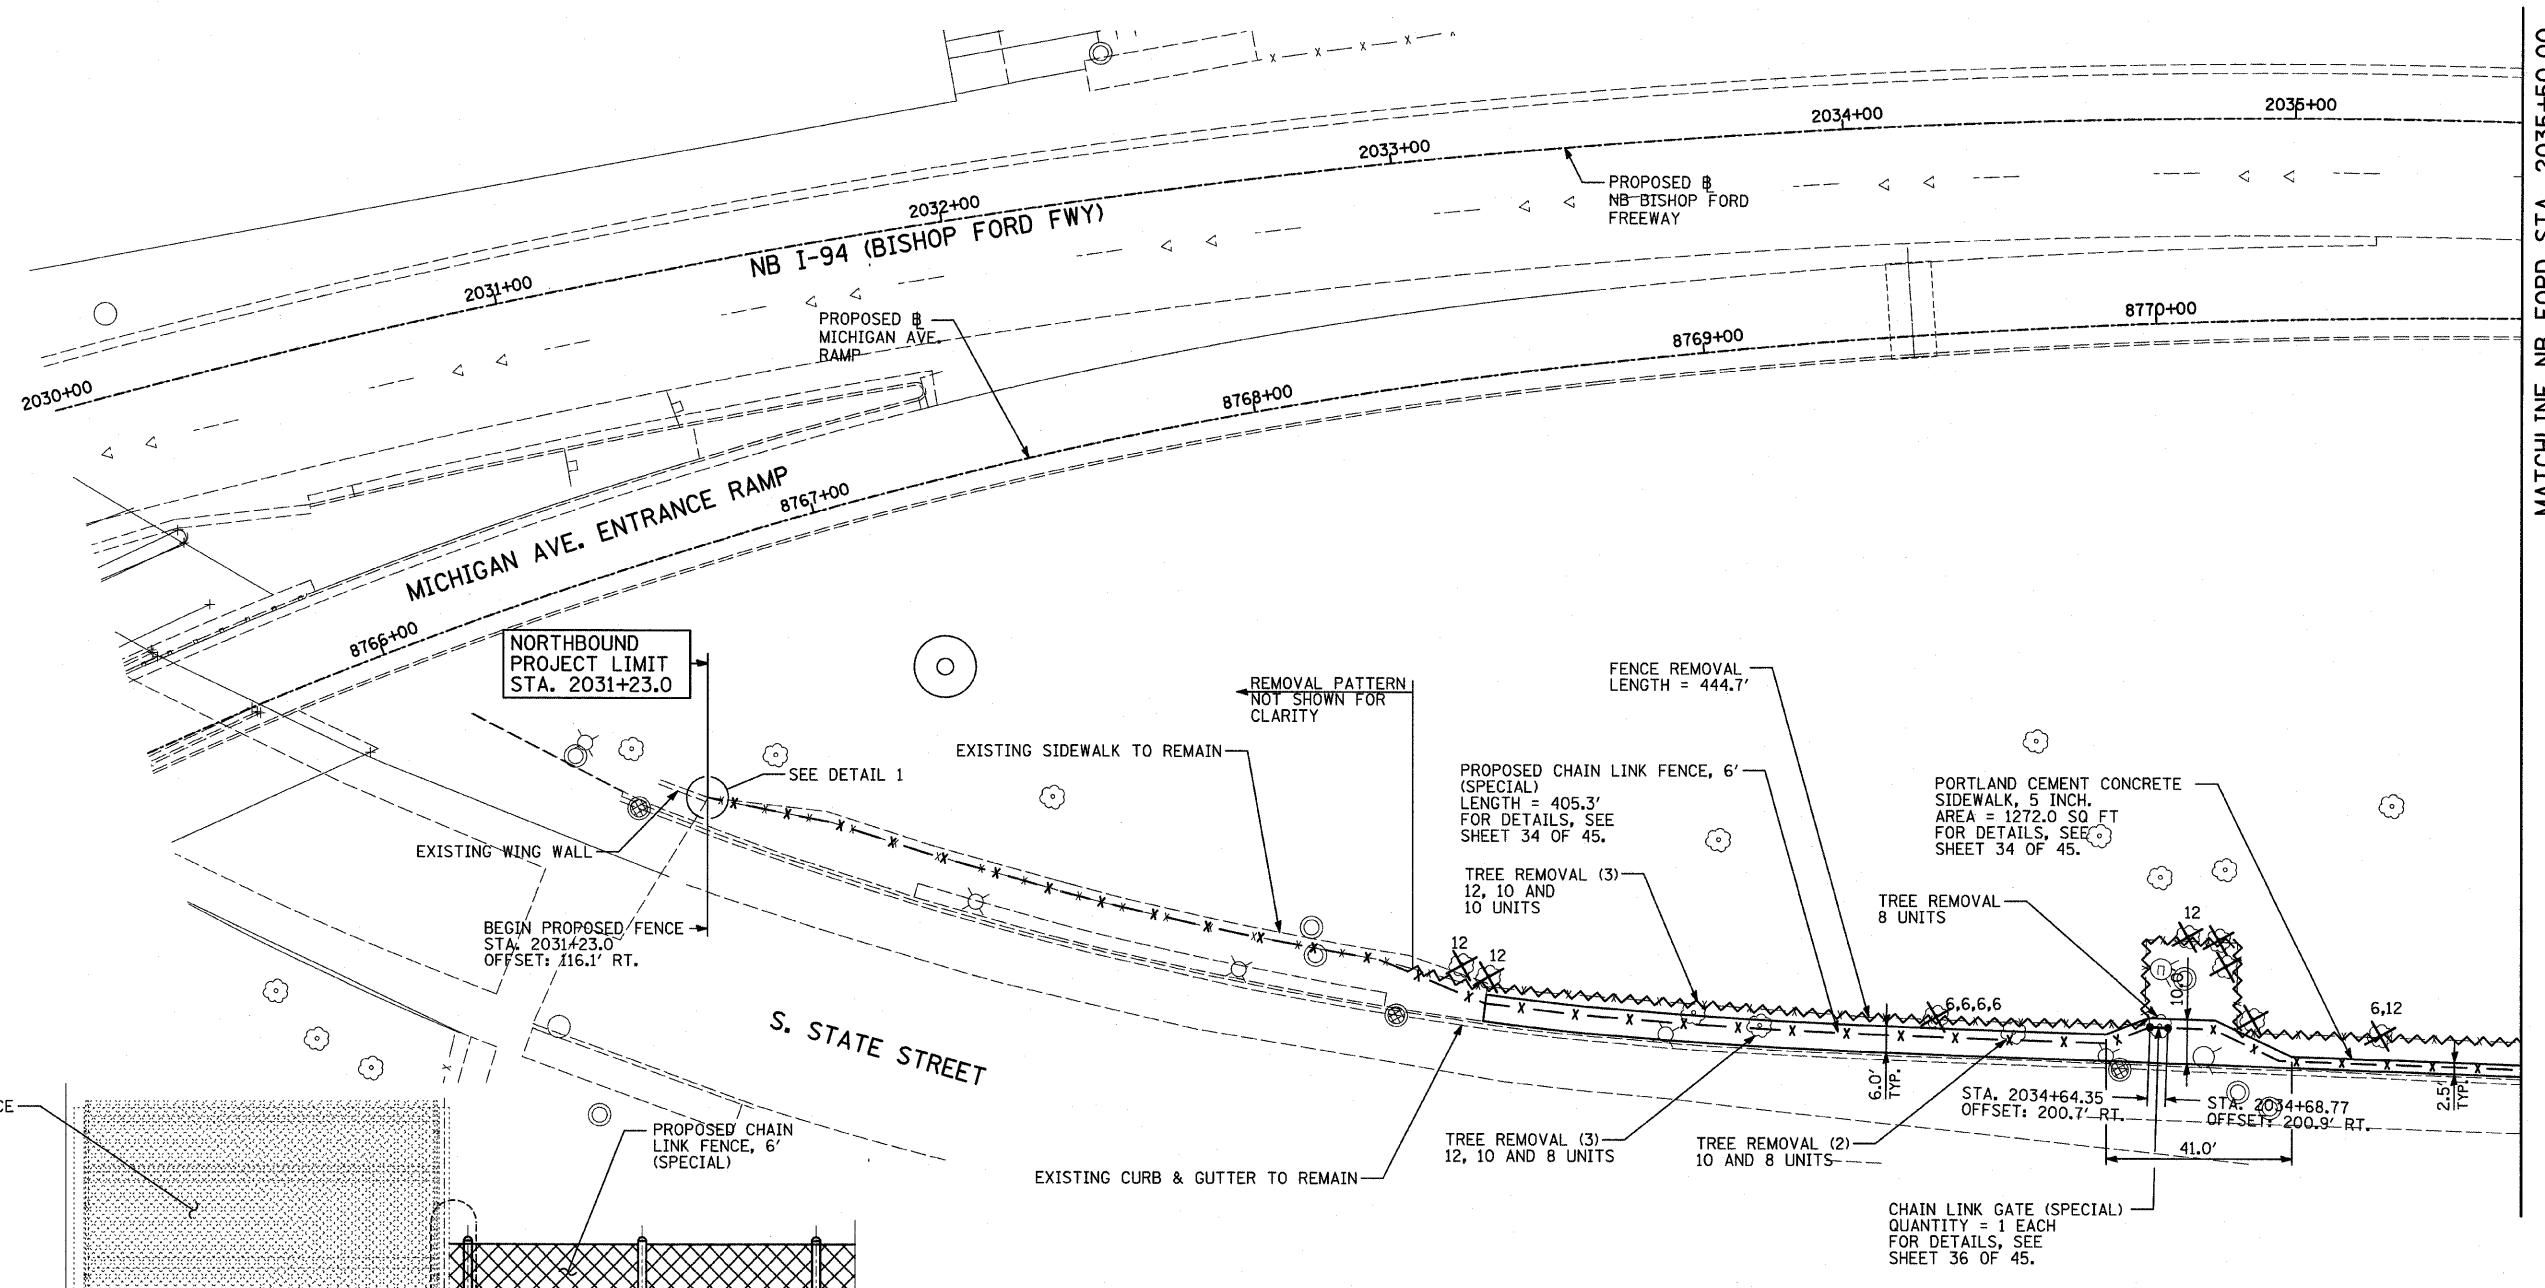 2035+00
2034+00
2033+00
PROPOSED ℄
NB BISHOP FORD
FREEWAY
2032+00
NB I-94 (BISHOP FORD FWY)
2031+00
2030+00
PROPOSED ℄
MICHIGAN AVE.
RAMP
8770+00
8769+00
8768+00
8767+00
8766+00
MICHIGAN AVE. ENTRANCE RAMP
MATCHLINE NB FORD STA. 2035+50.00
NORTHBOUND
PROJECT LIMIT
STA. 2031+23.0
REMOVAL PATTERN
NOT SHOWN FOR
CLARITY
FENCE REMOVAL
LENGTH = 444.7'
EXISTING SIDEWALK TO REMAIN
SEE DETAIL 1
PROPOSED CHAIN LINK FENCE, 6'
(SPECIAL)
LENGTH = 405.3'
FOR DETAILS, SEE
SHEET 34 OF 45.
PORTLAND CEMENT CONCRETE
SIDEWALK, 5 INCH.
AREA = 1272.0 SQ FT
FOR DETAILS, SEE
SHEET 34 OF 45.
EXISTING WING WALL
TREE REMOVAL (3)
12, 10 AND
10 UNITS
TREE REMOVAL
8 UNITS
BEGIN PROPOSED FENCE
STA. 2031+23.0
OFFSET: 116.1' RT.
12
12
12
6,6,6,6
6,12
10.8'
S. STATE STREET
6.0'
TYP.
2.5'
TYP.
STA. 2034+64.35
OFFSET: 200.7' RT.
STA. 2034+68.77
OFFSET: 200.9' RT.
41.0'
CE
PROPOSED CHAIN
LINK FENCE, 6'
(SPECIAL)
TREE REMOVAL (3)
12, 10 AND 8 UNITS
TREE REMOVAL (2)
10 AND 8 UNITS
EXISTING CURB & GUTTER TO REMAIN
CHAIN LINK GATE (SPECIAL)
QUANTITY = 1 EACH
FOR DETAILS, SEE
SHEET 36 OF 45.